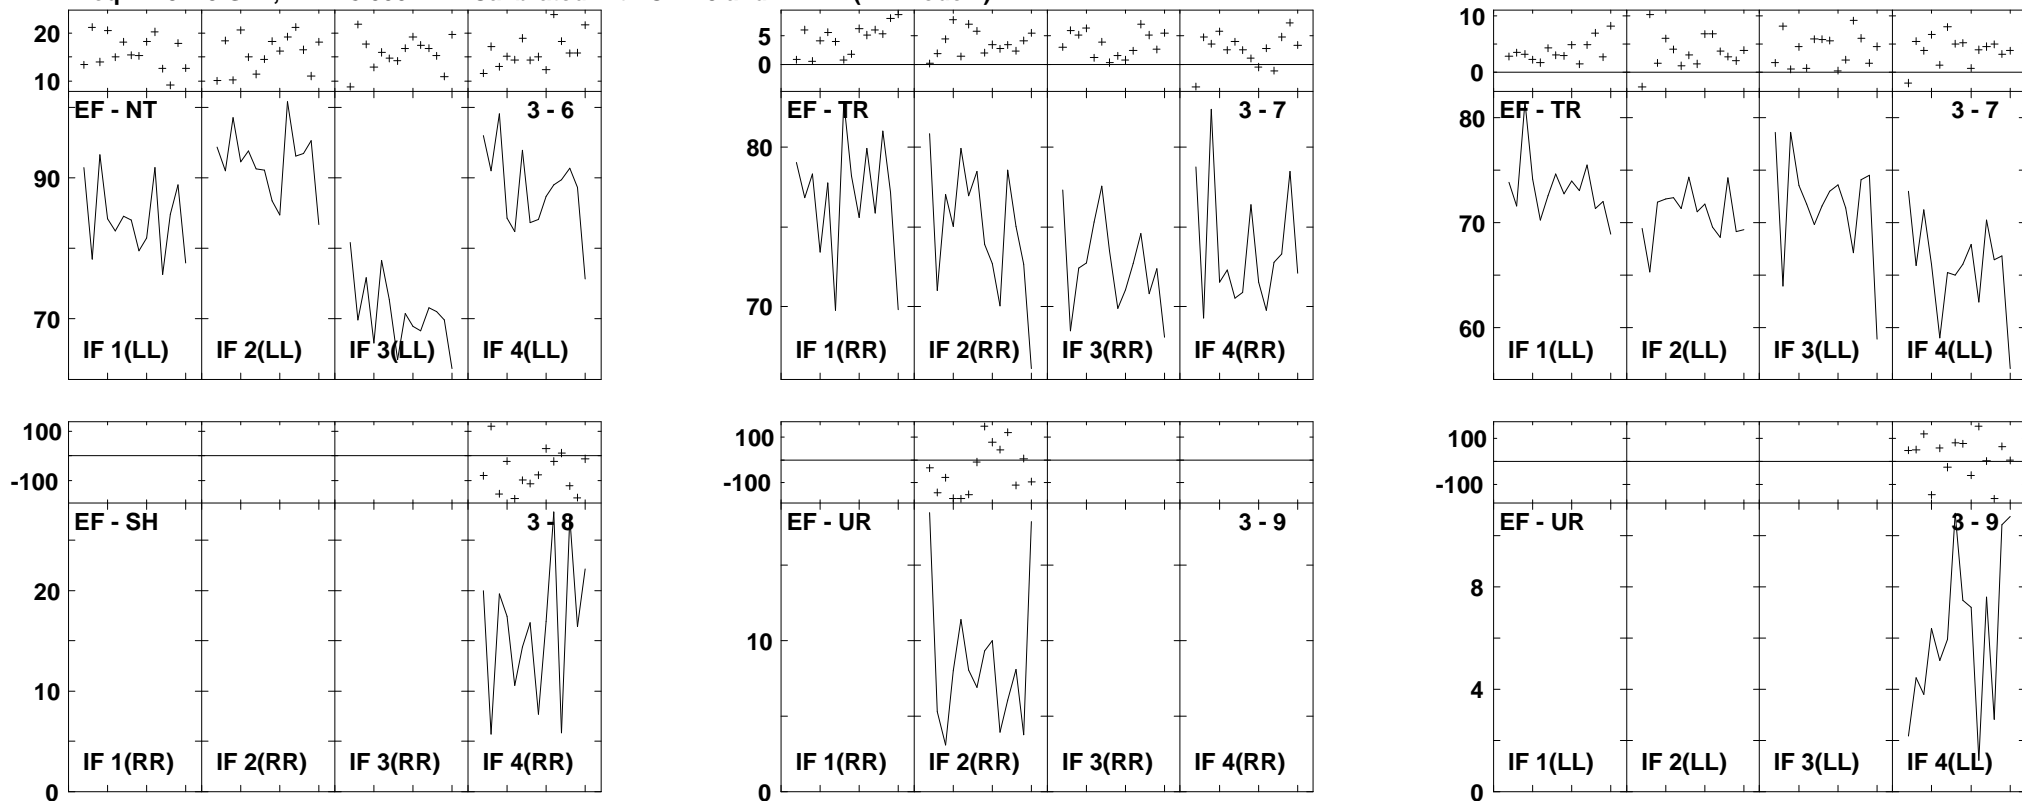 20
10
EF - NT
3 - 6
90
70
IF 1(LL)
IF 2(LL)
IF 3(LL)
IF 4(LL)
5
0
EF - TR
3 - 7
80
70
IF 1(RR)
IF 2(RR)
IF 3(RR)
IF 4(RR)
10
0
EF - TR
3 - 7
80
70
60
IF 1(LL)
IF 2(LL)
IF 3(LL)
IF 4(LL)
100
-100
EF - SH
3 - 8
20
10
0
IF 1(RR)
IF 2(RR)
IF 3(RR)
IF 4(RR)
100
-100
EF - UR
3 - 9
10
0
IF 1(RR)
IF 2(RR)
IF 3(RR)
IF 4(RR)
100
-100
EF - UR
3 - 9
8
4
0
IF 1(LL)
IF 2(LL)
IF 3(LL)
IF 4(LL)